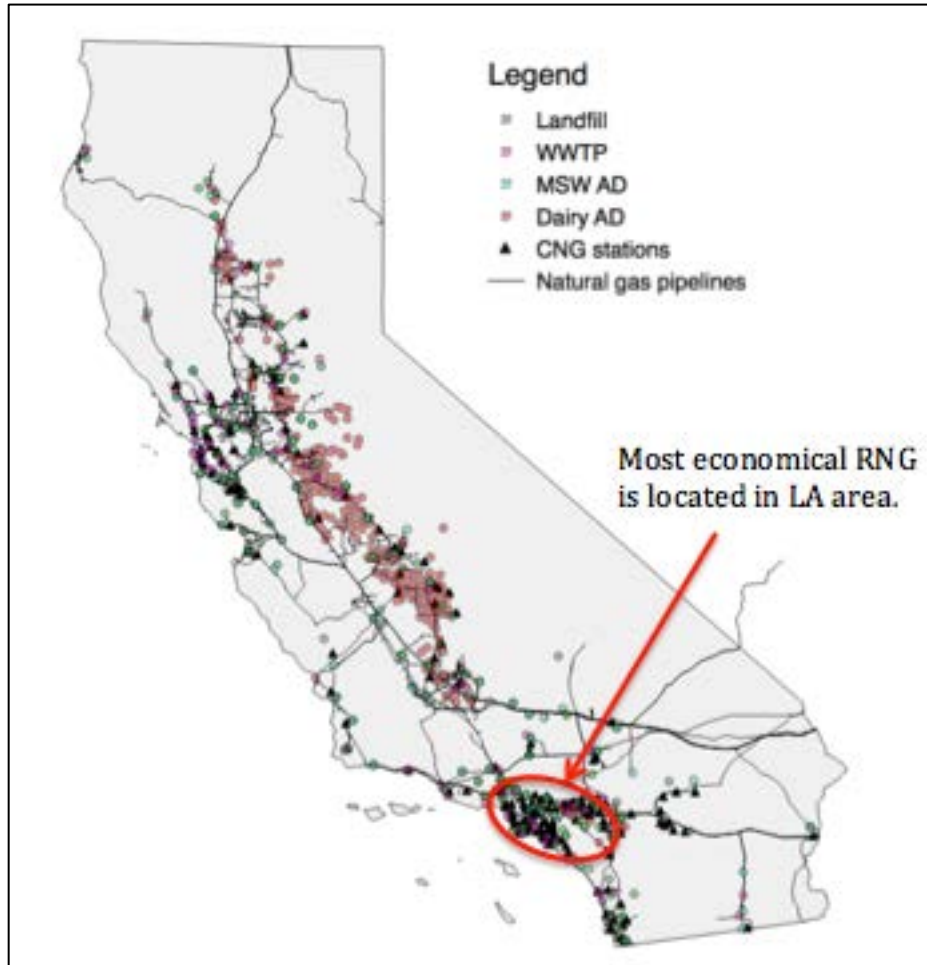 Legend
Landfill
WWTP
MSW AD
Dairy AD
CNG stations
Natural gas pipelines
Most economical RNG
is located in LA area.